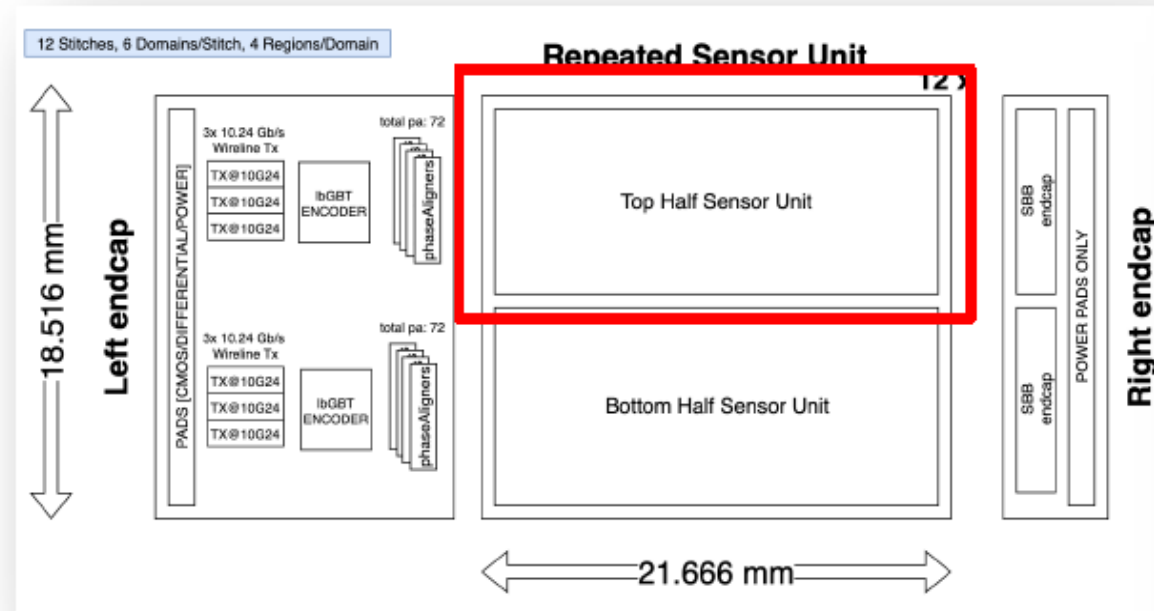 12 Stitches, 6 Domains/Stitch, 4 Regions/Domain
Repeated Sensor Unit
12 x
18.516 mm
Left endcap
PADS [CMOS/DIFFERENTIAL/POWER]
3x 10.24 Gb/s
Wireline Tx
TX@10G24
TX@10G24
TX@10G24
lbGBT
ENCODER
total pa: 72
phaseAligners
Top Half Sensor Unit
SBB
endcap
POWER PADS ONLY
Right endcap
3x 10.24 Gb/s
Wireline Tx
TX@10G24
TX@10G24
TX@10G24
lbGBT
ENCODER
total pa: 72
phaseAligners
Bottom Half Sensor Unit
SBB
endcap
21.666 mm